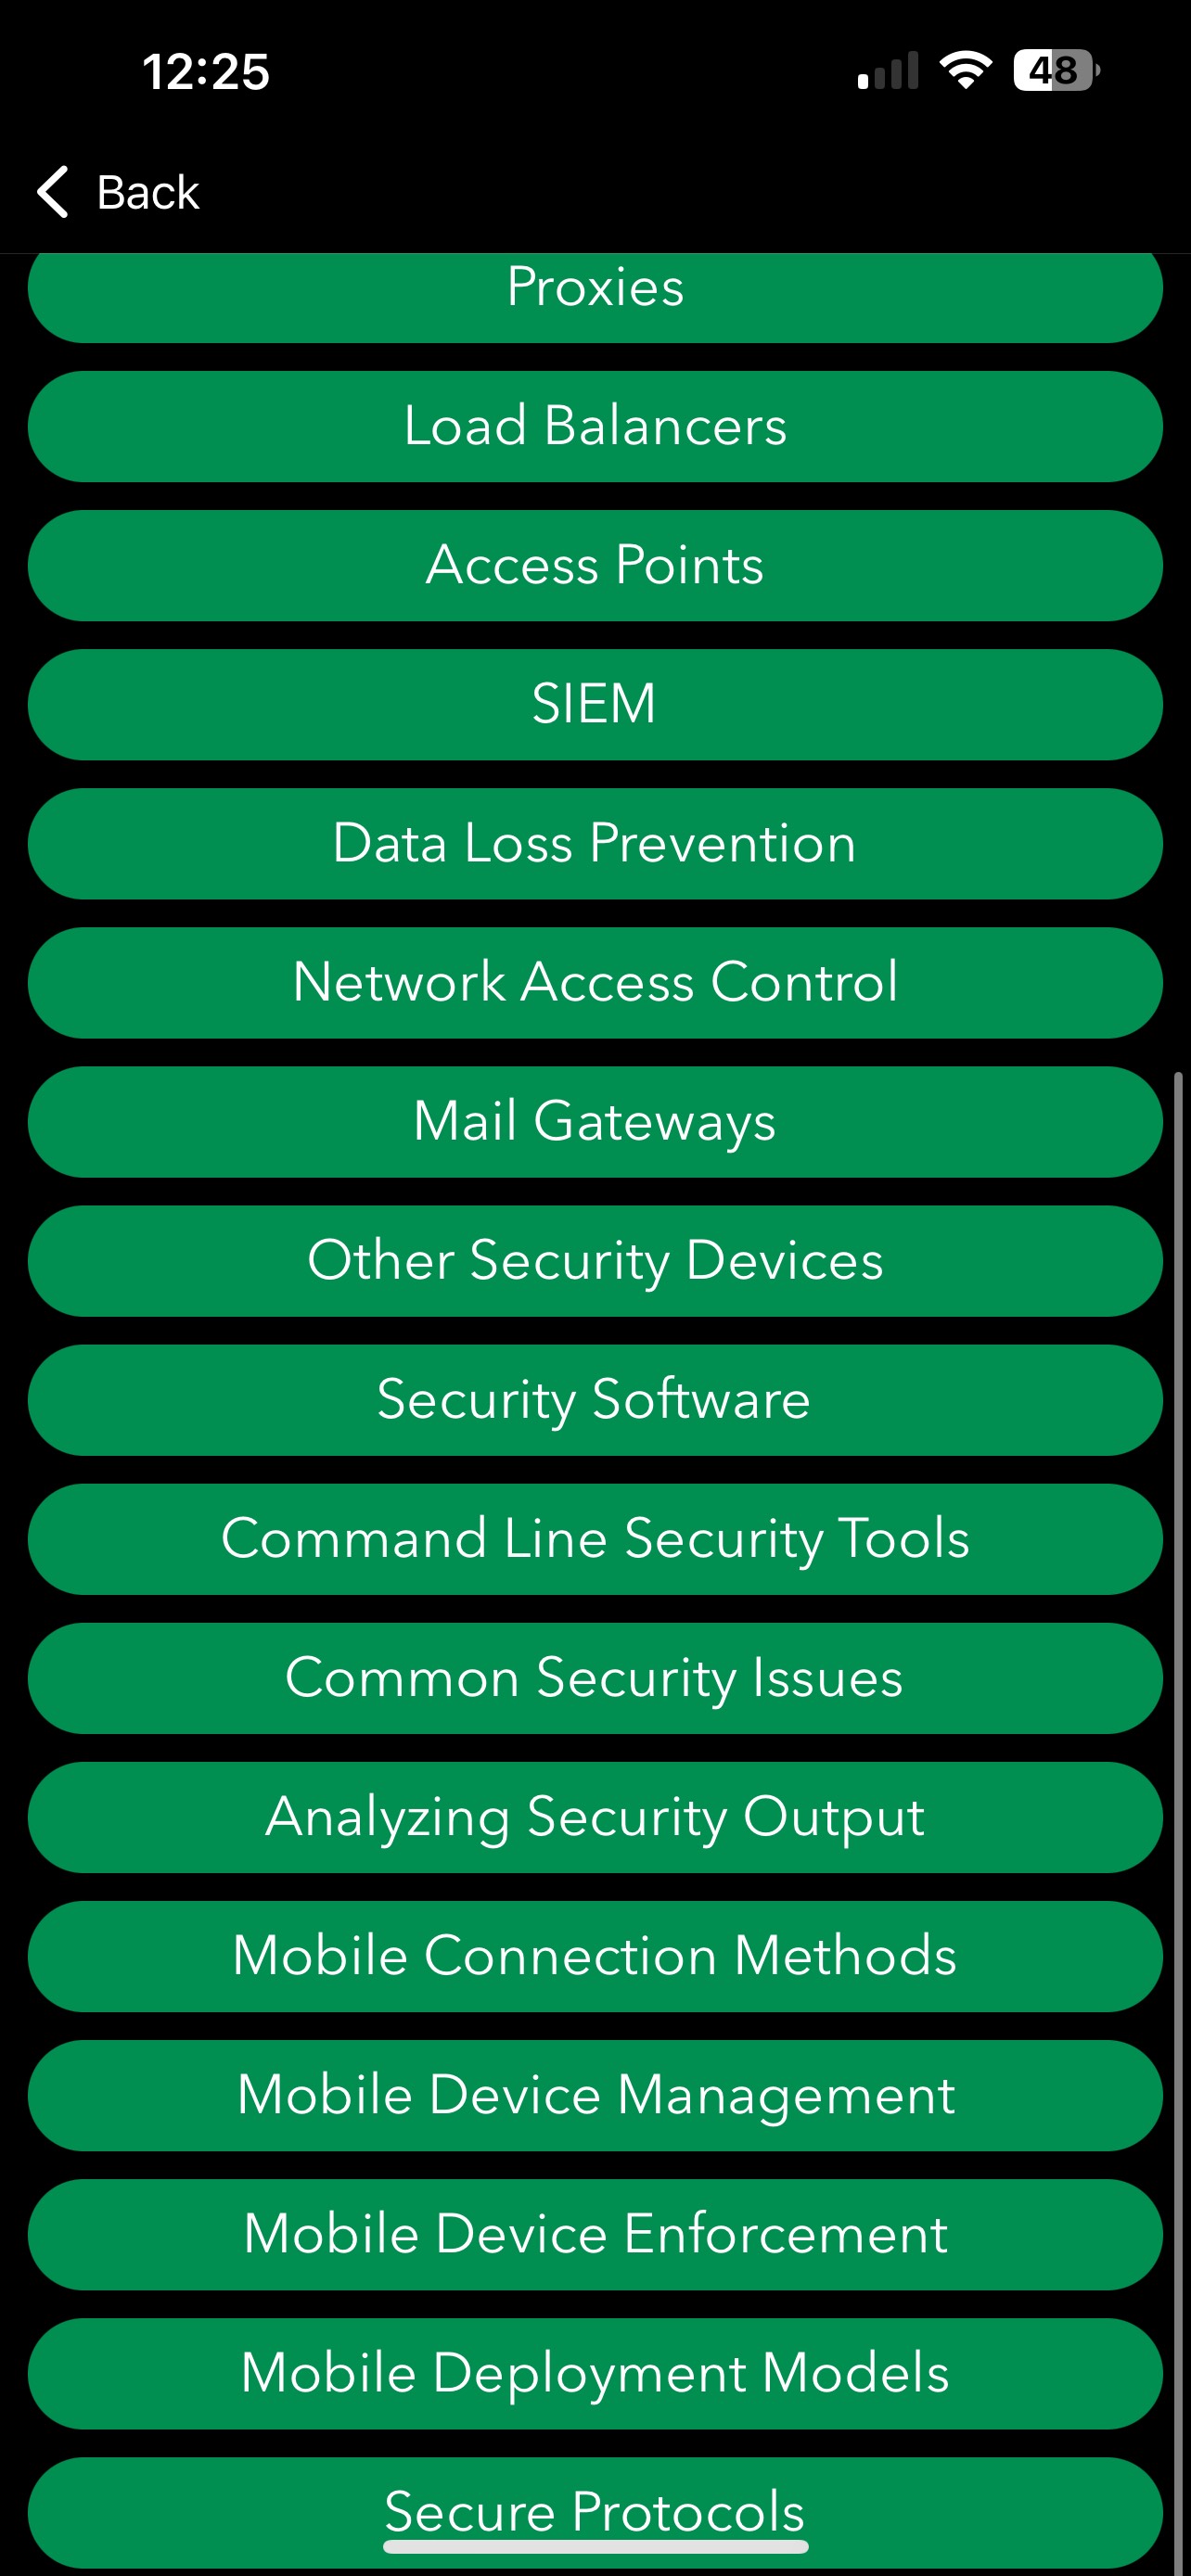 12:25
48
Back
Proxies
Load Balancers
Access Points
SIEM
Data Loss Prevention
Network Access Control
Mail Gateways
Other Security Devices
Security Software
Command Line Security Tools
Common Security Issues
Analyzing Security Output
Mobile Connection Methods
Mobile Device Management
Mobile Device Enforcement
Mobile Deployment Models
Secure Protocols